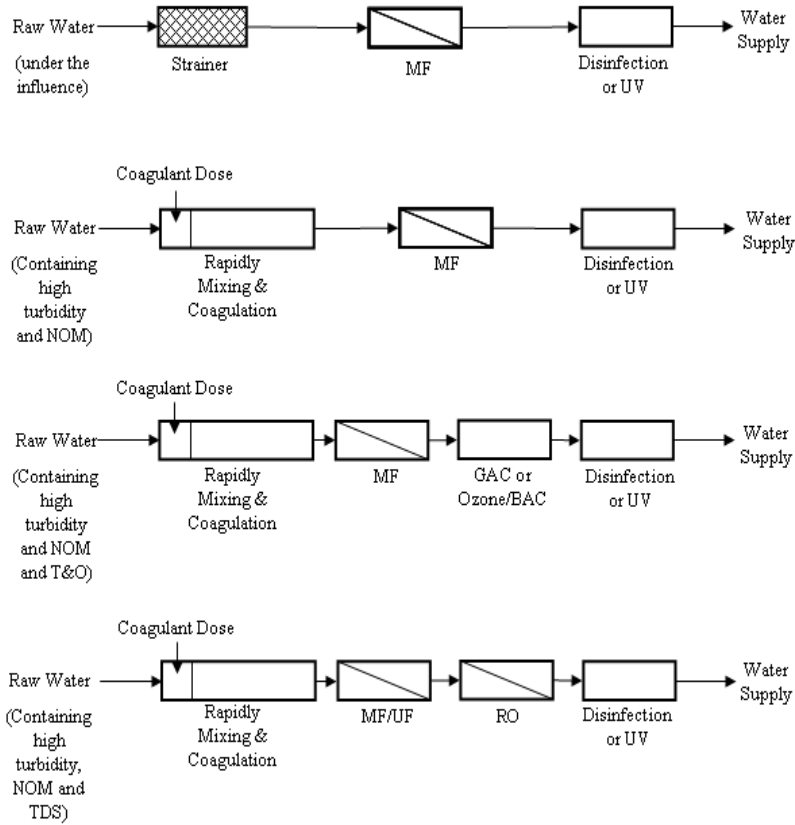 Raw Water
(under the
influence)
Strainer
MF
Disinfection
or UV
Water
Supply
Coagulant Dose
Raw Water
(Containing
high
turbidity
and NOM)
Rapidly
Mixing &
Coagulation
MF
Disinfection
or UV
Water
Supply
Coagulant Dose
Raw Water
(Containing
high
turbidity
and NOM
and T&O)
Rapidly
Mixing &
Coagulation
MF
GAC or
Ozone/BAC
Disinfection
or UV
Water
Supply
Coagulant Dose
Raw Water
(Containing
high
turbidity,
NOM and
TDS)
Rapidly
Mixing &
Coagulation
MF/UF
RO
Disinfection
or UV
Water
Supply